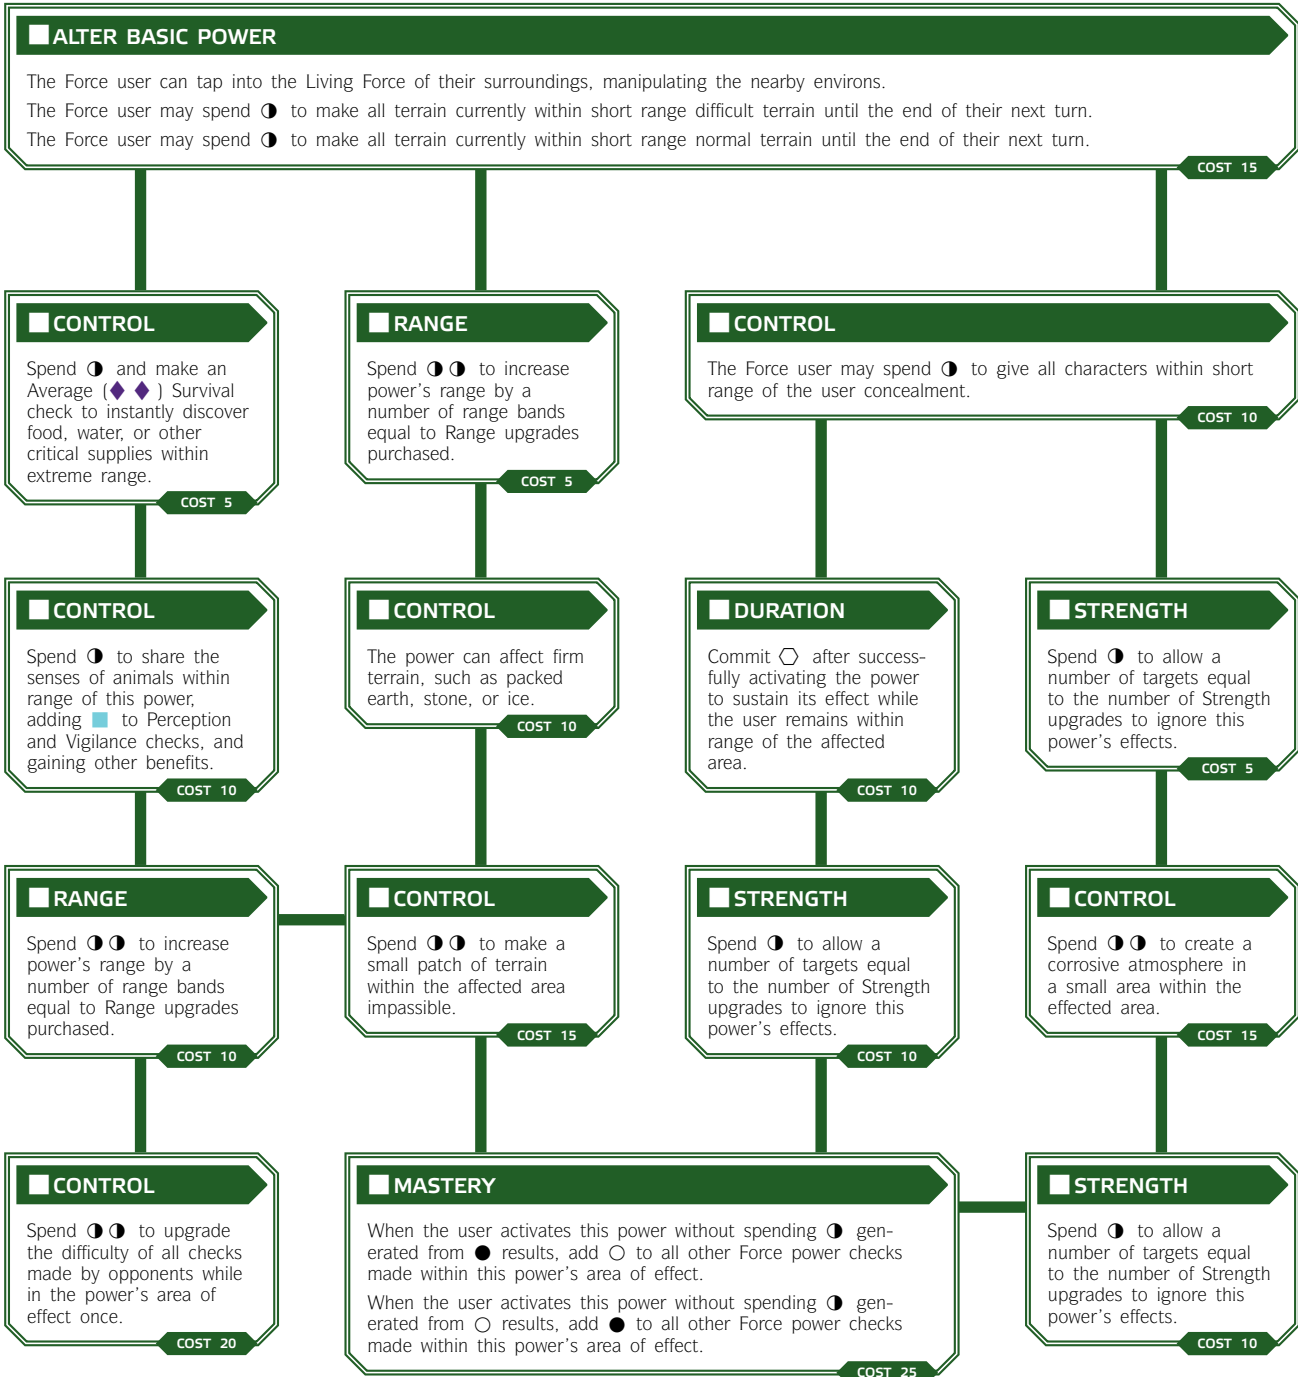 ALTER BASIC POWER
The Force user can tap into the Living Force of their surroundings, manipulating the nearby environs.
The Force user may spend ◑ to make all terrain currently within short range difficult terrain until the end of their next turn.
The Force user may spend ◑ to make all terrain currently within short range normal terrain until the end of their next turn.
COST 15
CONTROL
Spend ◑ and make an
Average (♦ ♦ ) Survival
check to instantly discover
food, water, or other
critical supplies within
extreme range.
COST 5
RANGE
Spend ◑◑ to increase
power's range by a
number of range bands
equal to Range upgrades
purchased.
COST 5
CONTROL
The Force user may spend ◑ to give all characters within short
range of the user concealment.
COST 10
CONTROL
Spend ◑ to share the
senses of animals within
range of this power,
adding ■ to Perception
and Vigilance checks, and
gaining other benefits.
COST 10
CONTROL
The power can affect firm
terrain, such as packed
earth, stone, or ice.
COST 10
DURATION
Commit ⬡ after success-
fully activating the power
to sustain its effect while
the user remains within
range of the affected
area.
COST 10
STRENGTH
Spend ◑ to allow a
number of targets equal
to the number of Strength
upgrades to ignore this
power's effects.
COST 5
RANGE
Spend ◑◑ to increase
power's range by a
number of range bands
equal to Range upgrades
purchased.
COST 10
CONTROL
Spend ◑◑ to make a
small patch of terrain
within the affected area
impassible.
COST 15
STRENGTH
Spend ◑ to allow a
number of targets equal
to the number of Strength
upgrades to ignore this
power's effects.
COST 10
CONTROL
Spend ◑◑ to create a
corrosive atmosphere in
a small area within the
effected area.
COST 15
CONTROL
Spend ◑◑ to upgrade
the difficulty of all checks
made by opponents while
in the power's area of
effect once.
COST 20
MASTERY
When the user activates this power without spending ◑ gen-
erated from ● results, add ○ to all other Force power checks
made within this power's area of effect.
When the user activates this power without spending ◑ gen-
erated from ○ results, add ● to all other Force power checks
made within this power's area of effect.
COST 25
STRENGTH
Spend ◑ to allow a
number of targets equal
to the number of Strength
upgrades to ignore this
power's effects.
COST 10